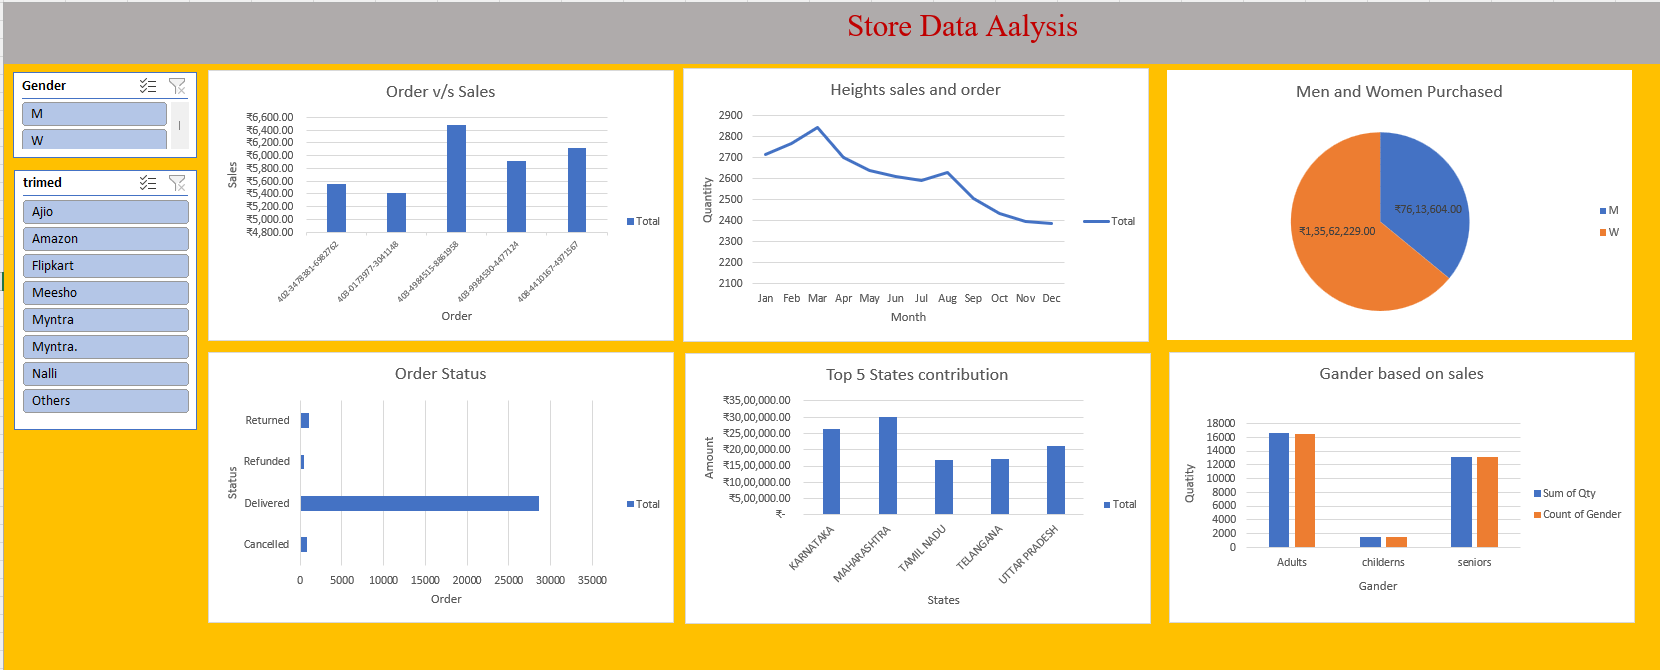 Store Data Aalysis
Gender
M
W
trimed
Ajio
Amazon
Flipkart
Meesho
Myntra
Myntra.
Nalli
Others
Order v/s Sales
Sales
₹6,600.00
₹6,400.00
₹6,200.00
₹6,000.00
₹5,800.00
₹5,600.00
₹5,400.00
₹5,200.00
₹5,000.00
₹4,800.00
402-3478381-6982762
403-0173977-3041148
403-4984515-8861958
403-9984530-4477124
408-4410167-4971567
Order
Total
Heights sales and order
Quantity
2900
2800
2700
2600
2500
2400
2300
2200
2100
Jan Feb Mar Apr May Jun Jul Aug Sep Oct Nov Dec
Month
Total
Men and Women Purchased
₹76,13,604.00
₹1,35,62,229.00
M
W
Order Status
Status
Returned
Refunded
Delivered
Cancelled
0 5000 10000 15000 20000 25000 30000 35000
Order
Total
Top 5 States contribution
Amount
₹35,00,000.00
₹30,00,000.00
₹25,00,000.00
₹20,00,000.00
₹15,00,000.00
₹10,00,000.00
₹5,00,000.00
₹-
KARNATAKA
MAHARASHTRA
TAMIL NADU
TELANGANA
UTTAR PRADESH
States
Total
Gander based on sales
Quatity
18000
16000
14000
12000
10000
8000
6000
4000
2000
0
Adults childerns seniors
Gander
Sum of Qty
Count of Gender